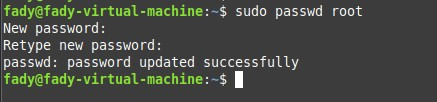 fady@fady-virtual-machine:~$ sudo passwd root
New password:
Retype new password:
passwd: password updated successfully
fady@fady-virtual-machine:~$